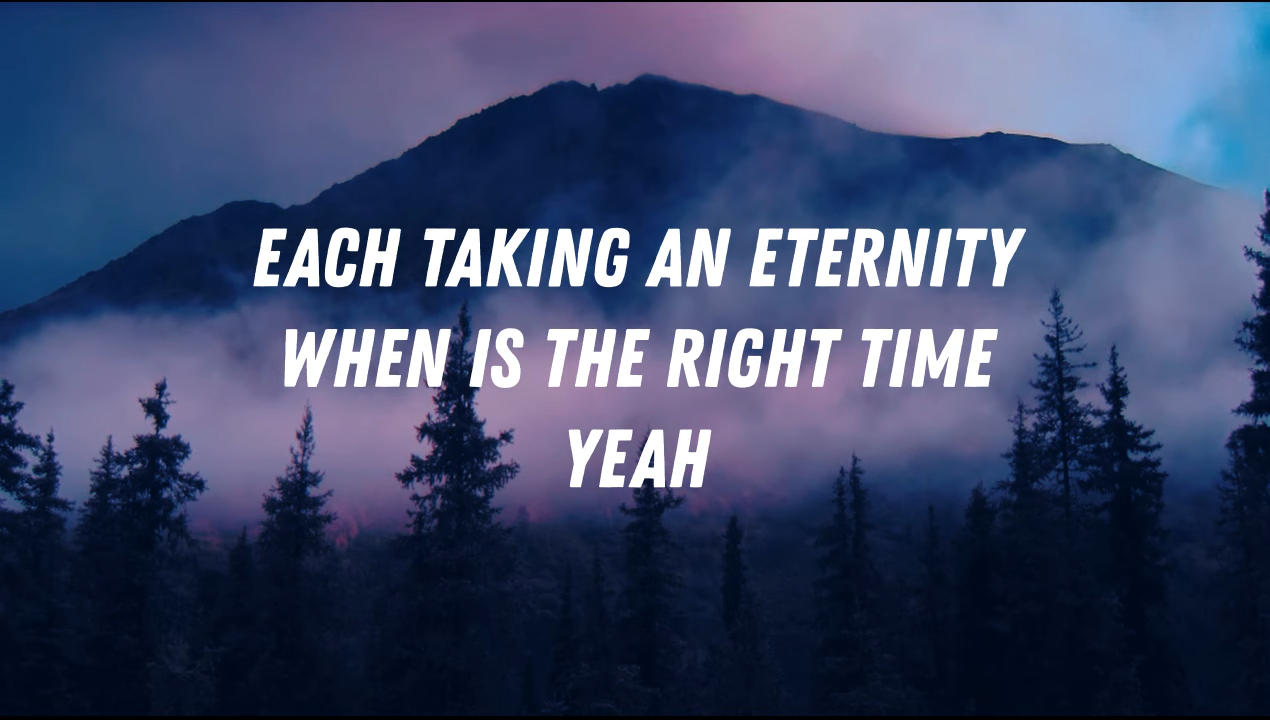 EACH TAKING AN ETERNITY
WHEN IS THE RIGHT TIME
YEAH